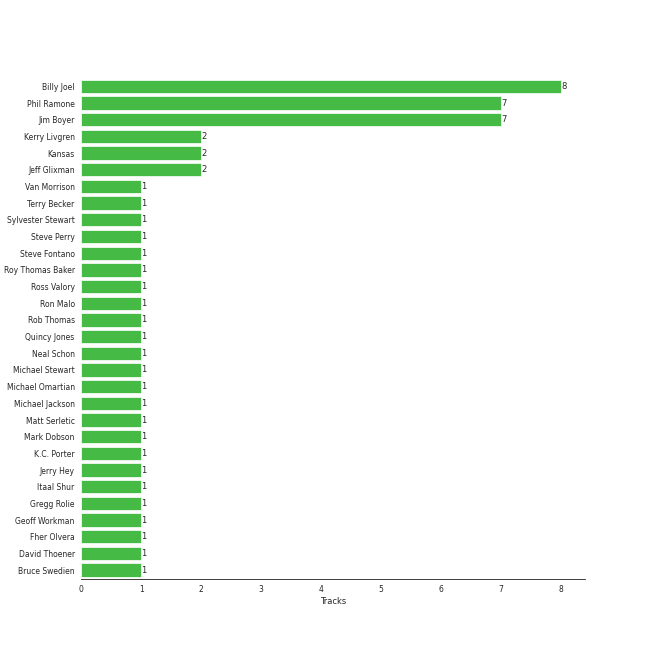 Billy Joel 8
Phil Ramone 7
Jim Boyer 7
Kerry Livgren 2
Kansas 2
Jeff Glixman 2
Van Morrison 1
Terry Becker 1
Sylvester Stewart 1
Steve Perry 1
Steve Fontano 1
Roy Thomas Baker 1
Ross Valory 1
Ron Malo 1
Rob Thomas 1
Quincy Jones 1
Neal Schon 1
Michael Stewart 1
Michael Omartian 1
Michael Jackson 1
Matt Serletic 1
Mark Dobson 1
K.C. Porter 1
Jerry Hey 1
Itaal Shur 1
Gregg Rolie 1
Geoff Workman 1
Fher Olvera 1
David Thoener 1
Bruce Swedien 1
0 1 2 3 4 5 6 7 8
Tracks